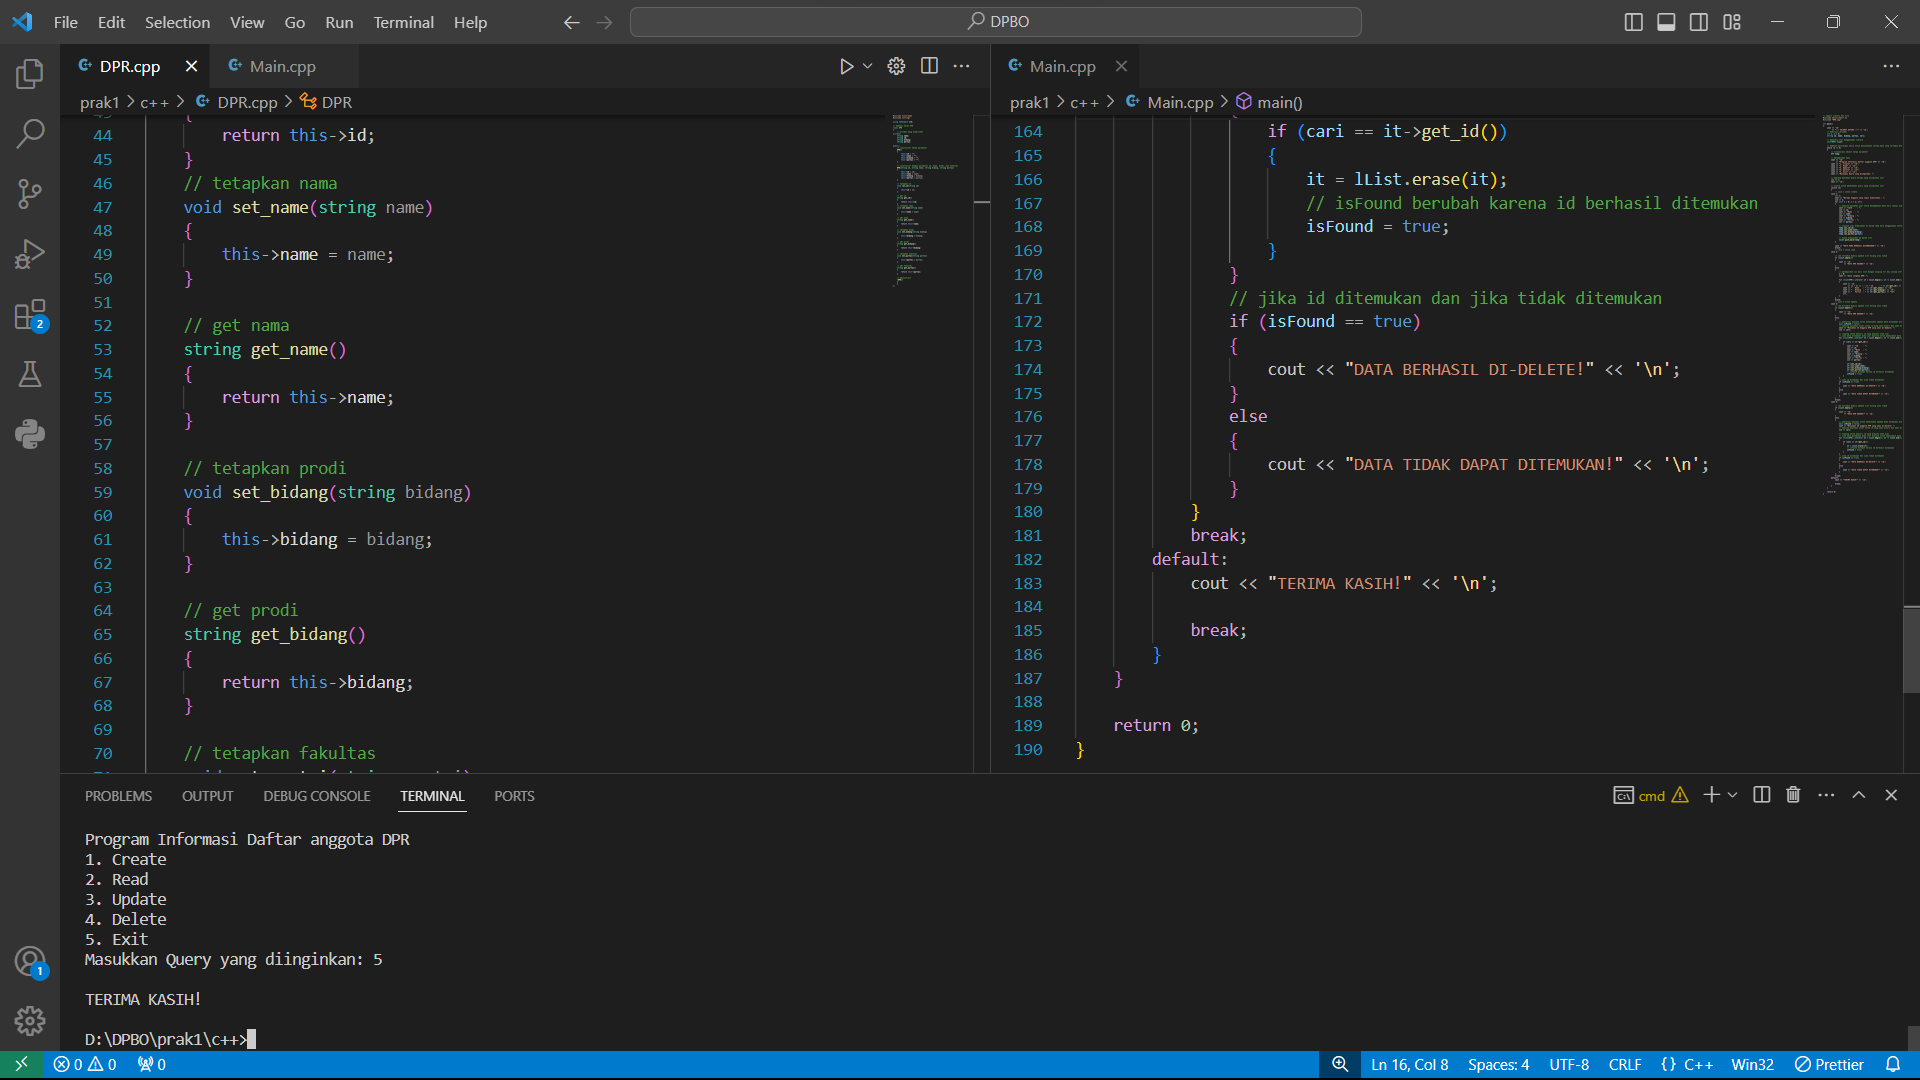 File Edit Selection View Go Run Terminal Help
DPBO
DPR.cpp
Main.cpp
prak1 > c++ > DPR.cpp > DPR
44 return this->id;
45 }
46 // tetapkan nama
47 void set_name(string name)
48 {
49 this->name = name;
50 }
51
52 // get nama
53 string get_name()
54 {
55 return this->name;
56 }
57
58 // tetapkan prodi
59 void set_bidang(string bidang)
60 {
61 this->bidang = bidang;
62 }
63
64 // get prodi
65 string get_bidang()
66 {
67 return this->bidang;
68 }
69
70 // tetapkan fakultas
Main.cpp
prak1 > c++ > Main.cpp > main()
164 if (cari == it->get_id())
165 {
166 it = lList.erase(it);
167 // isFound berubah karena id berhasil ditemukan
168 isFound = true;
169 }
170 }
171 // jika id ditemukan dan jika tidak ditemukan
172 if (isFound == true)
173 {
174 cout << "DATA BERHASIL DI-DELETE!" << '\n';
175 }
176 else
177 {
178 cout << "DATA TIDAK DAPAT DITEMUKAN!" << '\n';
179 }
180 }
181 break;
182 default:
183 cout << "TERIMA KASIH!" << '\n';
184
185 break;
186 }
187 }
188
189 return 0;
190 }
PROBLEMS OUTPUT DEBUG CONSOLE TERMINAL PORTS
cmd
Program Informasi Daftar anggota DPR
1. Create
2. Read
3. Update
4. Delete
5. Exit
Masukkan Query yang diinginkan: 5
TERIMA KASIH!
D:\DPBO\prak1\c++>
2
1
0 0 0
Ln 16, Col 8 Spaces: 4 UTF-8 CRLF {} C++ Win32 Prettier